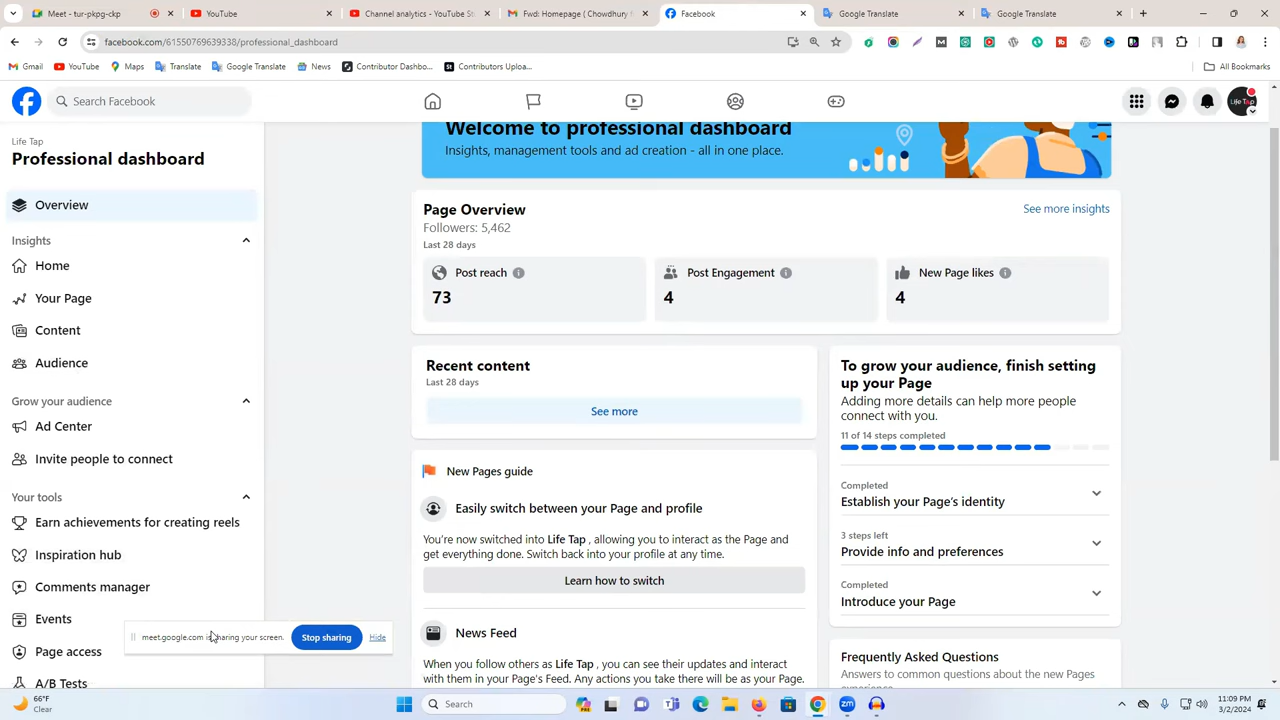 Meet - tur-pkpg-cwt
YouTube
Channel analytics - YouTube St
Fwd: Homepage ( Chowdhury f
Facebook
Google Translate
Google Translate
facebook.com/61550769639338/professional_dashboard
Gmail
YouTube
Maps
Translate
Google Translate
News
Contributor Dashbo...
Contributors Uploa...
All Bookmarks
Search Facebook
Life Tap
Professional dashboard
Overview
Insights
Home
Your Page
Content
Audience
Grow your audience
Ad Center
Invite people to connect
Your tools
Earn achievements for creating reels
Inspiration hub
Comments manager
Events
Page access
A/B Tests
Welcome to professional dashboard
Insights, management tools and ad creation - all in one place.
Page Overview
See more insights
Followers: 5,462
Last 28 days
Post reach
73
Post Engagement
4
New Page likes
4
Recent content
Last 28 days
See more
New Pages guide
Easily switch between your Page and profile
You're now switched into Life Tap , allowing you to interact as the Page and
get everything done. Switch back into your profile at any time.
Learn how to switch
News Feed
When you follow others as Life Tap , you can see their updates and interact
with them in your Page's Feed. Any actions you take there will be as your Page.
To grow your audience, finish setting
up your Page
Adding more details can help more people
connect with you.
11 of 14 steps completed
Completed
Establish your Page's identity
3 steps left
Provide info and preferences
Completed
Introduce your Page
Frequently Asked Questions
Answers to common questions about the new Pages
experience
meet.google.com is sharing your screen.
Stop sharing
Hide
66°F
Clear
Search
11:09 PM
3/2/2024